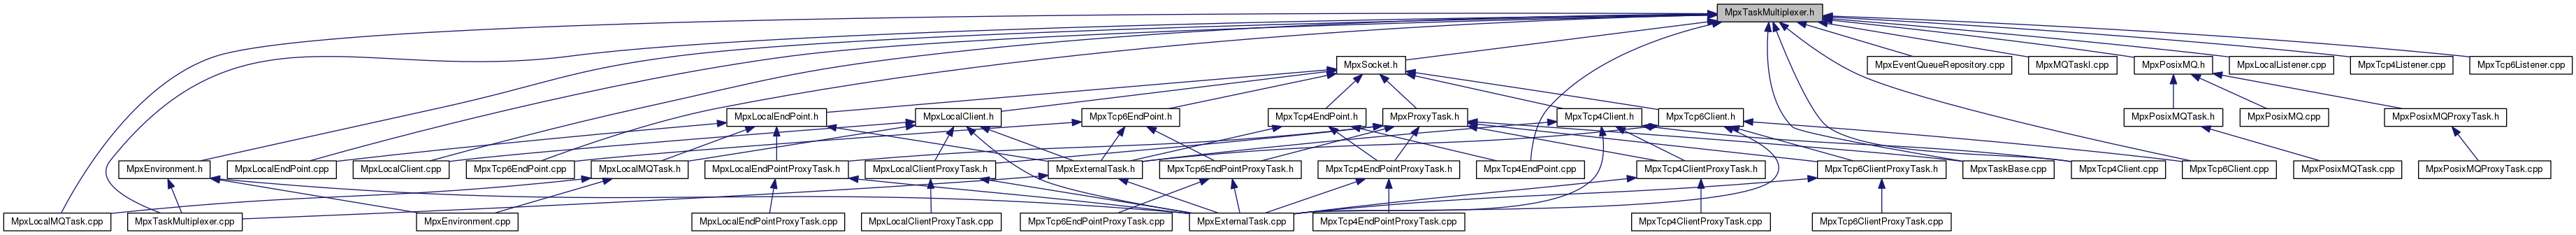 MpxTaskMultiplexer.h
MpxSocket.h
MpxEventQueueRepository.cpp
MpxMQTaskI.cpp
MpxPosixMQ.h
MpxLocalListener.cpp
MpxTcp4Listener.cpp
MpxTcp6Listener.cpp
MpxLocalEndPoint.h
MpxLocalClient.h
MpxTcp6EndPoint.h
MpxTcp4EndPoint.h
MpxProxyTask.h
MpxTcp4Client.h
MpxTcp6Client.h
MpxPosixMQTask.h
MpxPosixMQ.cpp
MpxPosixMQProxyTask.h
MpxEnvironment.h
MpxLocalEndPoint.cpp
MpxLocalClient.cpp
MpxTcp6EndPoint.cpp
MpxLocalMQTask.h
MpxLocalEndPointProxyTask.h
MpxLocalClientProxyTask.h
MpxExternalTask.h
MpxTcp6EndPointProxyTask.h
MpxTcp4EndPointProxyTask.h
MpxTcp4EndPoint.cpp
MpxTcp4ClientProxyTask.h
MpxTcp6ClientProxyTask.h
MpxTaskBase.cpp
MpxTcp4Client.cpp
MpxTcp6Client.cpp
MpxPosixMQTask.cpp
MpxPosixMQProxyTask.cpp
MpxLocalMQTask.cpp
MpxTaskMultiplexer.cpp
MpxEnvironment.cpp
MpxLocalEndPointProxyTask.cpp
MpxLocalClientProxyTask.cpp
MpxTcp6EndPointProxyTask.cpp
MpxExternalTask.cpp
MpxTcp4EndPointProxyTask.cpp
MpxTcp4ClientProxyTask.cpp
MpxTcp6ClientProxyTask.cpp